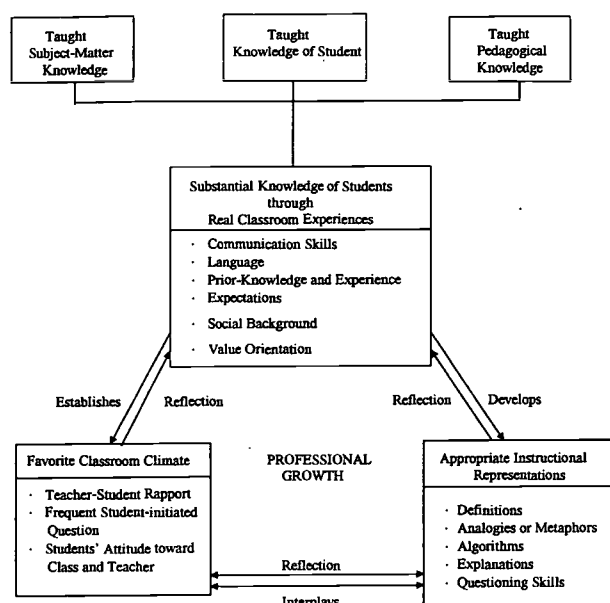 Taught
Subject-Matter
Knowledge
Taught
Knowledge of Student
Taught
Pedagogical
Knowledge
Substantial Knowledge of Students
through
Real Classroom Experiences
· Communication Skills
· Language
· Prior-Knowledge and Experience
· Expectations
· Social Background
· Value Orientation
Establishes
Reflection
Reflection
Develops
Favorite Classroom Climate
· Teacher-Student Rapport
· Frequent Student-initiated
Question
· Students' Attitude toward
Class and Teacher
PROFESSIONAL
GROWTH
Appropriate Instructional
Representations
· Definitions
· Analogies or Metaphors
· Algorithms
· Explanations
· Questioning Skills
Reflection
Interplays